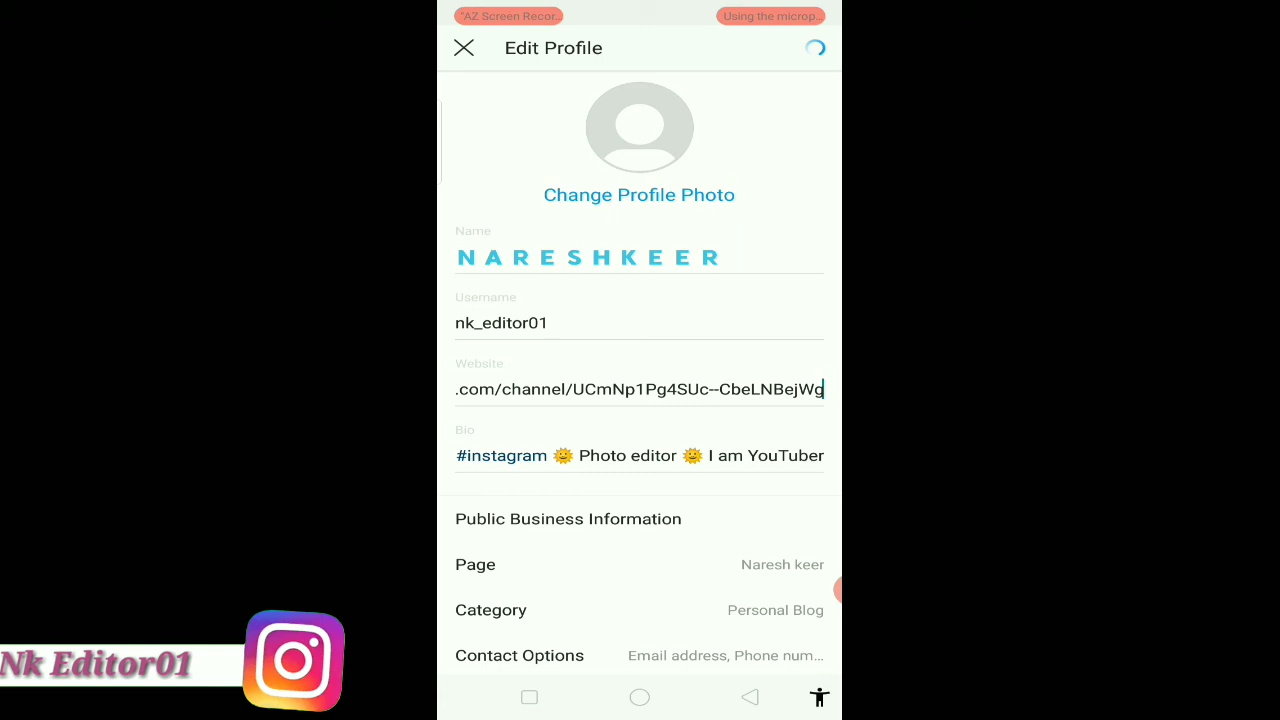 "AZ Screen Recor...
Using the microp...
Edit Profile
Change Profile Photo
Name
NARESHKEER
Username
nk_editor01
Website
.com/channel/UCmNp1Pg4SUc--CbeLNBejWg
Bio
#instagram 🌞 Photo editor 🌞 I am YouTuber
Public Business Information
Page
Naresh keer
Category
Personal Blog
Contact Options
Email address, Phone num...
Nk Editor01